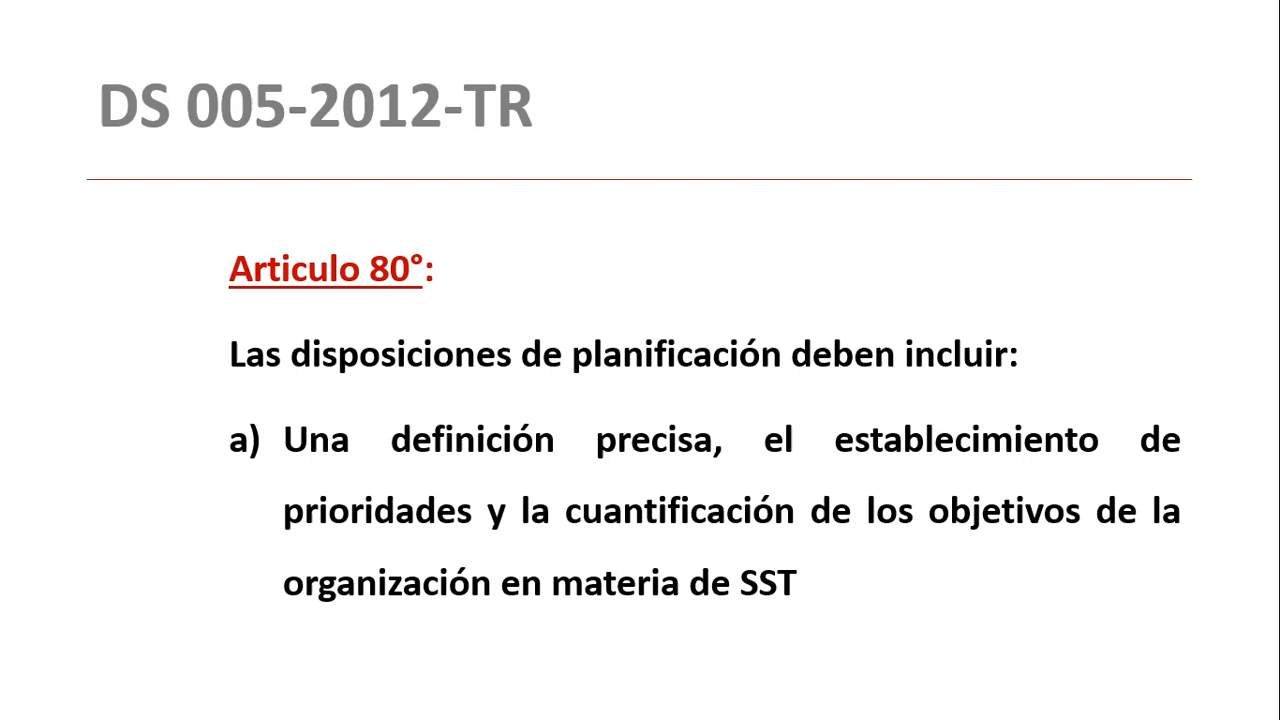 DS 005-2012-TR
Articulo 80°:
Las disposiciones de planificación deben incluir:
a) Una definición precisa, el establecimiento de
prioridades y la cuantificación de los objetivos de la
organización en materia de SST